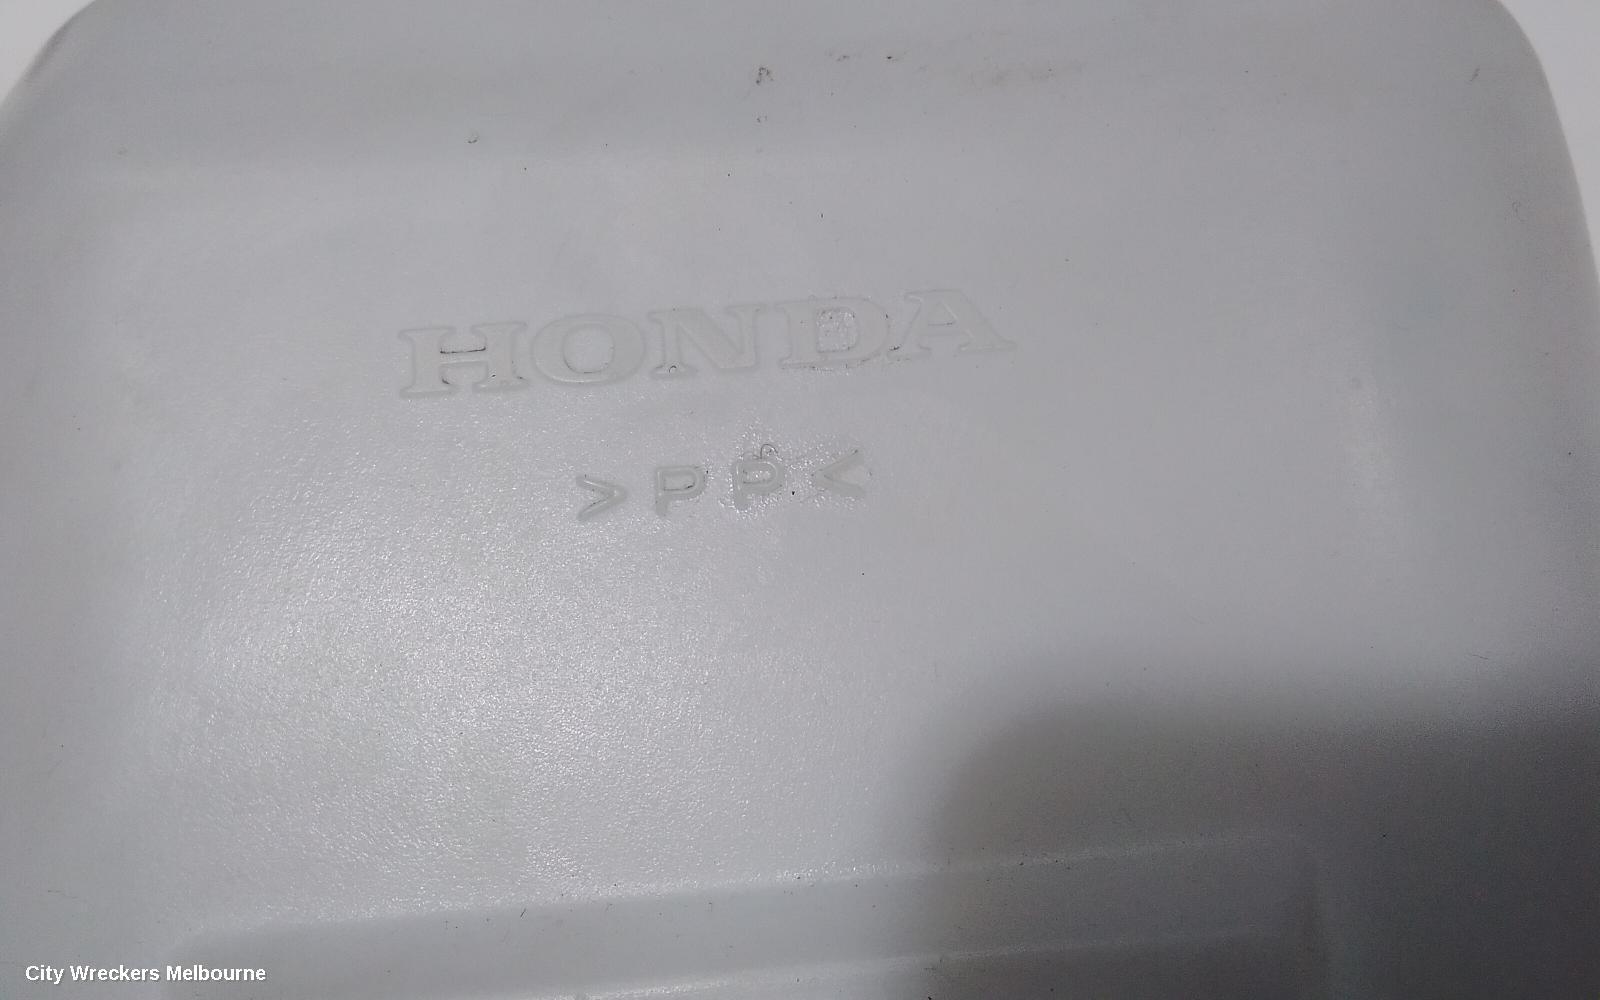 HONDA
>PP<
City Wreckers Melbourne